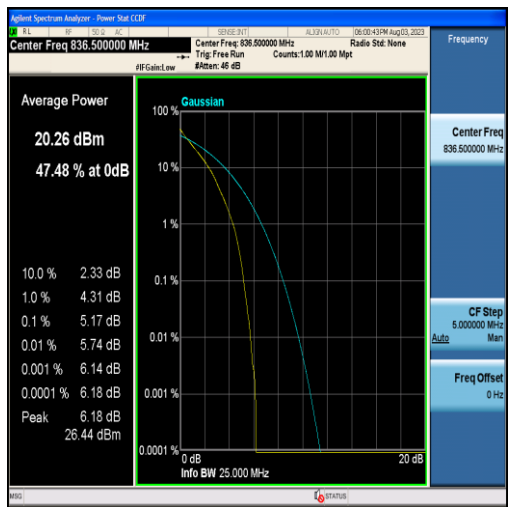 Agilent Spectrum Analyzer - Power Stat CCDF
RL RF 50 Ω AC SENSE:INT ALIGN AUTO 06:00:43PM Aug 03, 2023
Center Freq 836.500000 MHz
Center Freq: 836.500000 MHz Radio Std: None
Trig: Free Run Counts:1.00 M/1.00 Mpt
#IFGain:Low #Atten: 46 dB
Frequency
Average Power
20.26 dBm
47.48 % at 0dB
10.0 % 2.33 dB
1.0 % 4.31 dB
0.1 % 5.17 dB
0.01 % 5.74 dB
0.001 % 6.14 dB
0.0001 % 6.18 dB
Peak 6.18 dB
26.44 dBm
Gaussian
100 %
10 %
1 %
0.1 %
0.01 %
0.001 %
0.0001 %
0 dB 20 dB
Info BW 25.000 MHz
Center Freq
836.500000 MHz
CF Step
5.000000 MHz
Auto Man
Freq Offset
0 Hz
MSG STATUS